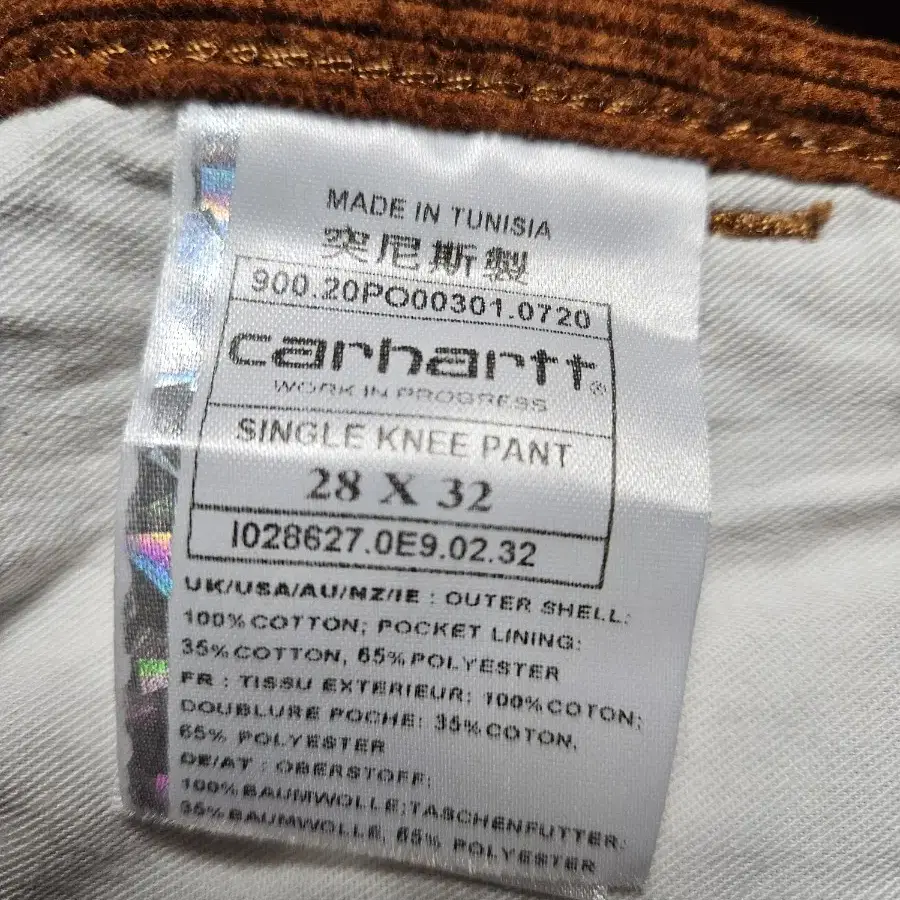 MADE IN TUNISIA
突尼斯製
900.20PO00301.0720
carhartt®
WORK IN PROGRESS
SINGLE KNEE PANT
28 X 32
I028627.0E9.02.32
UK/USA/AU/NZ/IE : OUTER SHELL:
100% COTTON; POCKET LINING:
35% COTTON, 65% POLYESTER
FR : TISSU EXTERIEUR: 100% COTON;
DOUBLURE POCHE: 35% COTON,
65% POLYESTER
DE/AT : OBERSTOFF:
100% BAUMWOLLE;TASCHENFUTTER:
35% BAUMWOLLE, 65% POLYESTER